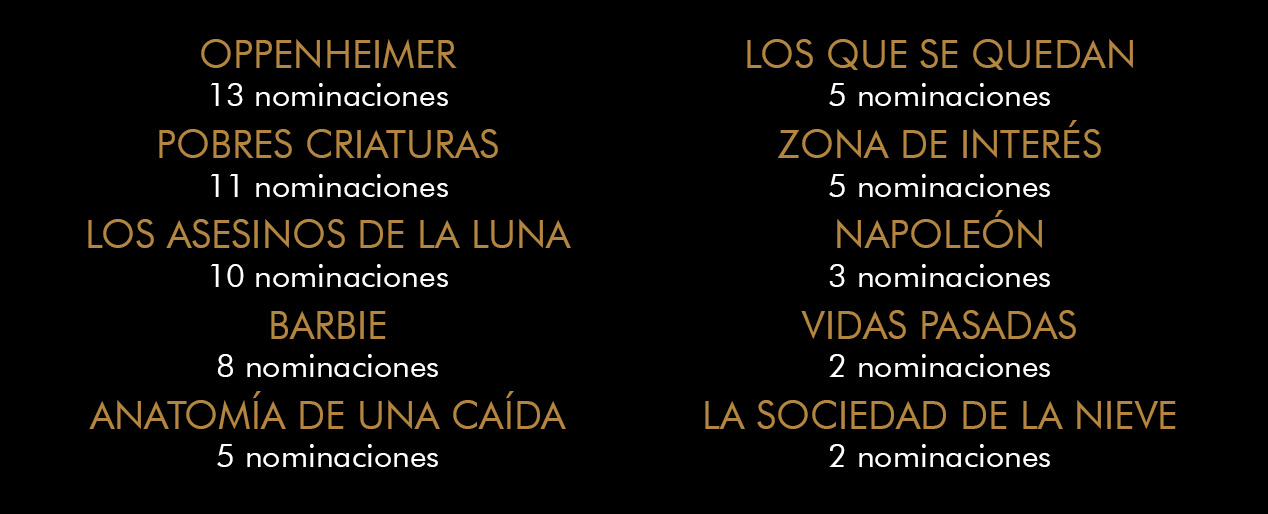 OPPENHEIMER
13 nominaciones
POBRES CRIATURAS
11 nominaciones
LOS ASESINOS DE LA LUNA
10 nominaciones
BARBIE
8 nominaciones
ANATOMÍA DE UNA CAÍDA
5 nominaciones
LOS QUE SE QUEDAN
5 nominaciones
ZONA DE INTERÉS
5 nominaciones
NAPOLEÓN
3 nominaciones
VIDAS PASADAS
2 nominaciones
LA SOCIEDAD DE LA NIEVE
2 nominaciones